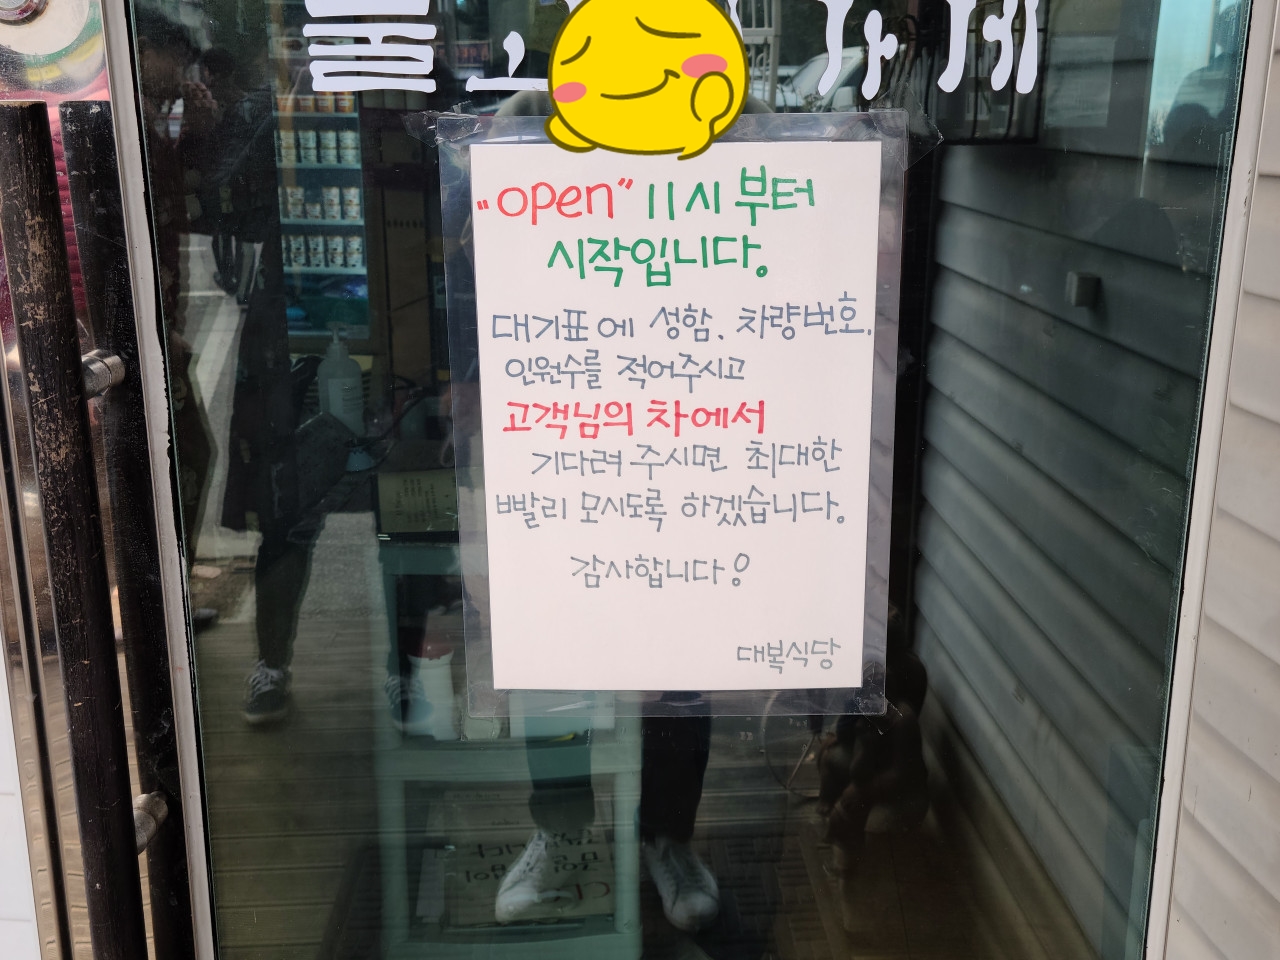 "open" 11시 부터
시작입니다.
대기표에 성함. 차량번호.
인원수를 적어주시고
고객님의 차에서
기다려 주시면 최대한
빨리 모시도록 하겠습니다.
감사합니다!
대복식당